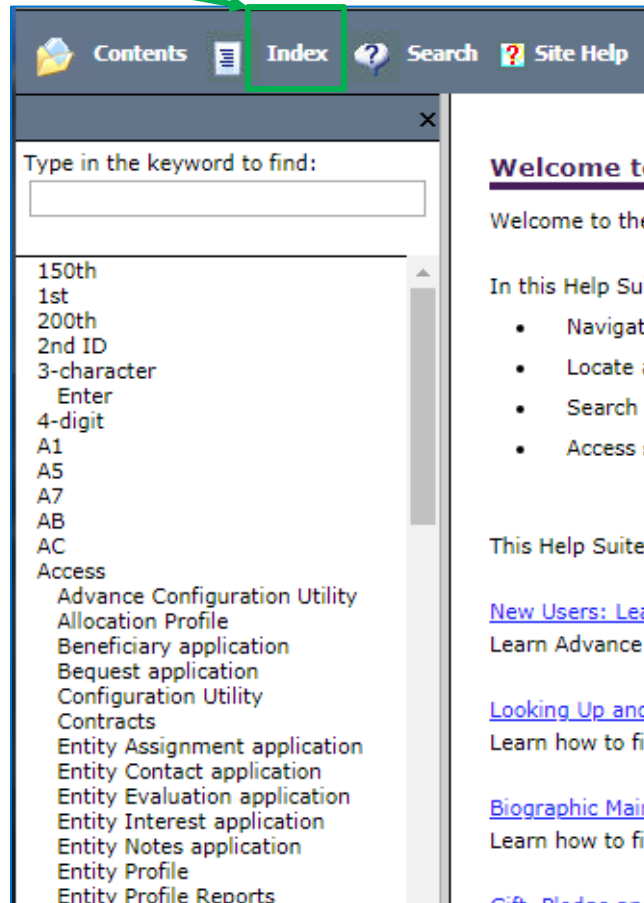 Contents Index Search Site Help
Type in the keyword to find:
150th
1st
200th
2nd ID
3-character
Enter
4-digit
A1
A5
A7
AB
AC
Access
Advance Configuration Utility
Allocation Profile
Beneficiary application
Bequest application
Configuration Utility
Contracts
Entity Assignment application
Entity Contact application
Entity Evaluation application
Entity Interest application
Entity Notes application
Entity Profile
Entity Profile Reports
Welcome t
Welcome to the
In this Help Su
• Navigat
• Locate
• Search
• Access
This Help Suite
New Users: Lea
Learn Advance
Looking Up and
Learn how to fi
Biographic Mai
Learn how to fi
Gift, Pledge an